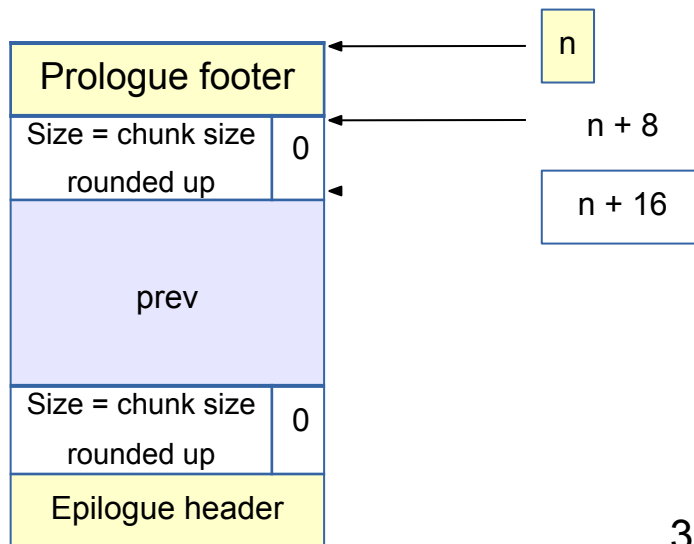 n
Prologue footer
Size = chunk size
rounded up
0
n + 8
n + 16
prev
Size = chunk size
rounded up
0
Epilogue header
3